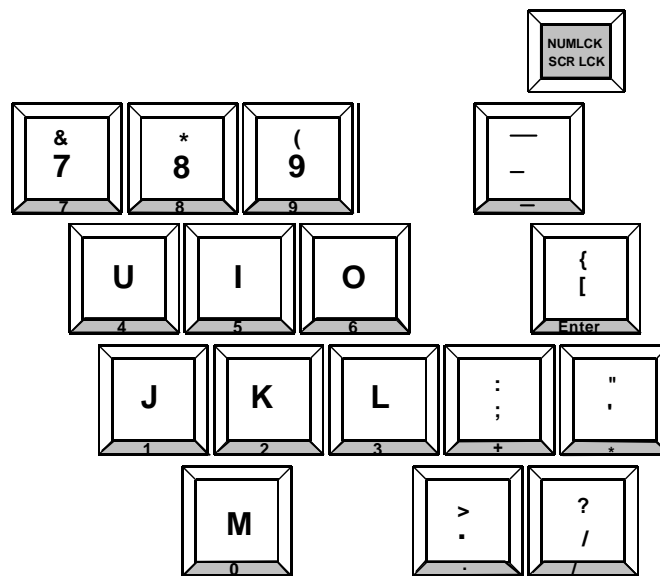 NUMLCK
SCR LCK
& * ( —
7 8 9 –
7 8 9 —
U I O { [
4 5 6 Enter
J K L : "
; '
1 2 3 + *
M > ?
. /
0 . /